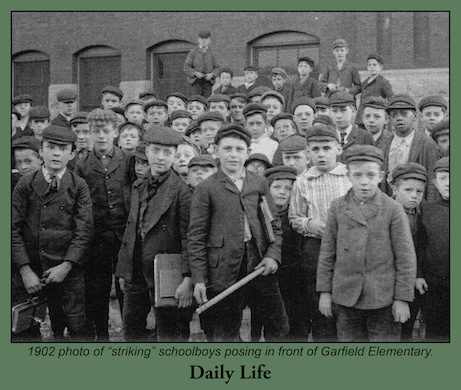 1902 photo of “striking” schoolboys posing in front of Garfield Elementary.
Daily Life